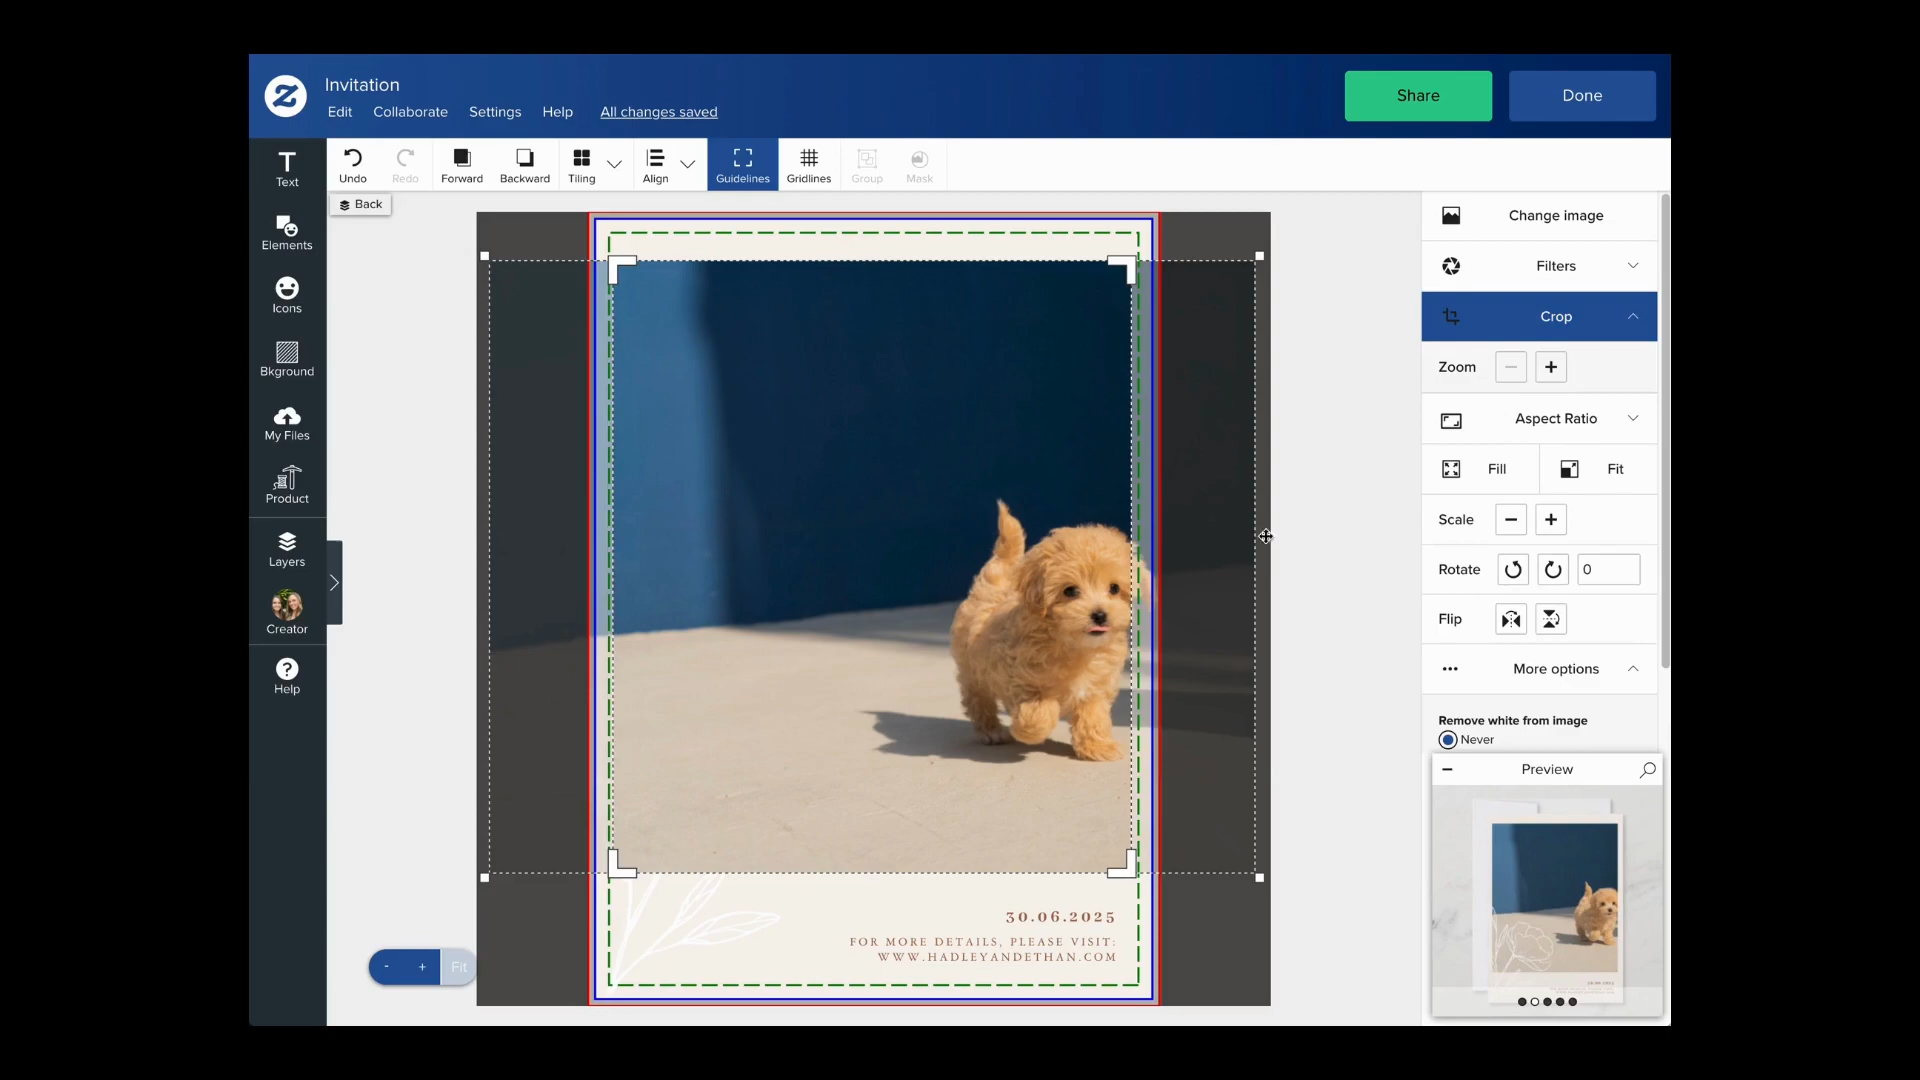 Invitation
Edit Collaborate Settings Help All changes saved
Share
Done
Undo Redo Forward Backward Tiling Align Guidelines Gridlines Group Mask
Text
Elements
Icons
Bkground
My Files
Product
Layers
Creator
Help
Back
30.06.2025
FOR MORE DETAILS, PLEASE VISIT:
WWW.HADLEYANDETHAN.COM
- + Fit
Change image
Filters
Crop
Zoom
Aspect Ratio
Fill Fit
Scale
Rotate 0
Flip
More options
Remove white from image
Never
Preview